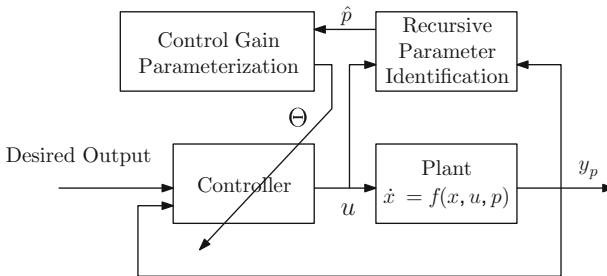 Control Gain
Parameterization
p̂
Recursive
Parameter
Identification
Θ
Desired Output
Controller
u
Plant
ẋ = f(x, u, p)
y_p